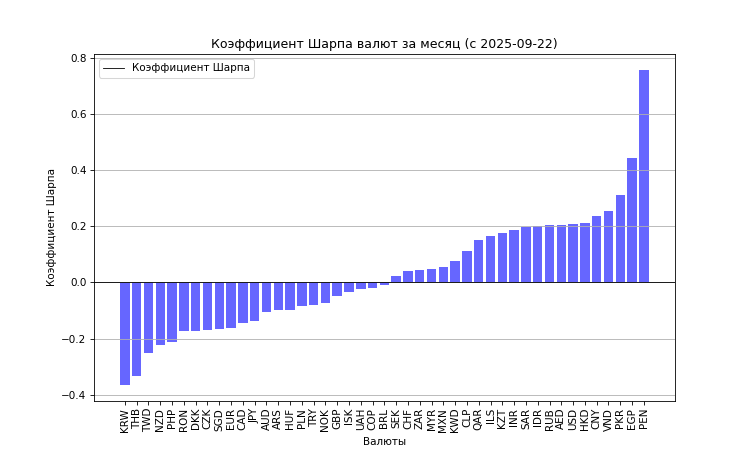 Коэффициент Шарпа валют за месяц (с 2025-09-22)
Коэффициент Шарпа
0.8
0.6
0.4
0.2
0.0
−0.2
−0.4
Коэффициент Шарпа
KRW THB TWD NZD PHP RON DKK CZK SGD EUR CAD JPY AUD ARS HUF PLN TRY NOK GBP ISK UAH COP BRL SEK CHF ZAR MYR MXN KWD CLP QAR ILS KZT INR SAR IDR RUB AED USD HKD CNY VND PKR EGP PEN
Валюты